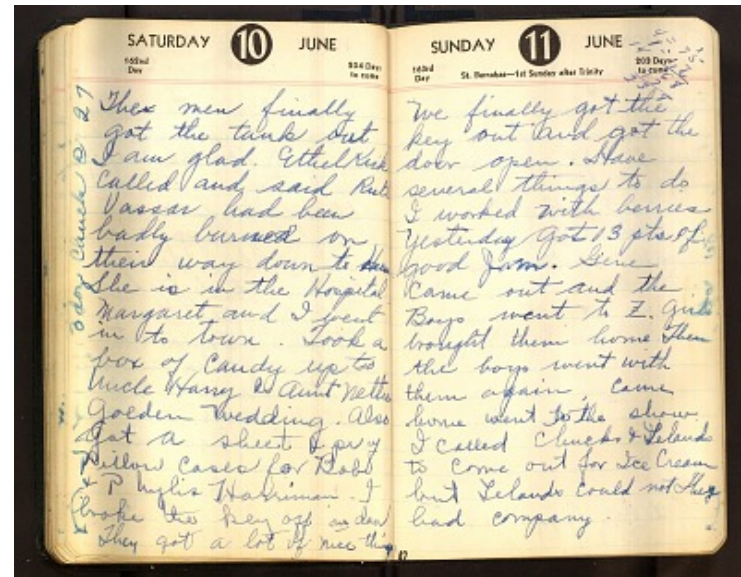 SATURDAY 10 JUNE
162nd Day
204 Days to come
The men finally
got the tank out
I am glad. Ethel
called and said Ruth
Vassar had been
badly burned on
their way down to
She is in the Hospital
Margaret and I went
in to town. Took a
box of candy up to
Uncle Harry & Aunt Nettie
Golden Wedding. Also
got a sheet & pr
Pillow cases for
& Phylis Harriman. I
broke the key off in door
They got a lot of nice thing
SUNDAY 11 JUNE
163rd Day
St. Barnabas—1st Sunday after Trinity
203 Days to come
We finally got the
key out and got the
door open. Have
several things to do
I worked with berries
Yesterday got 13 pts of
good Jam. Gene
came out and the
Boys went to Z. Girls
bought them home Then
the boys went with
them again. Came
home went to the show.
I called Chucks & Lelands
to come out for Ice Cream
but Lelands could not They
had company.